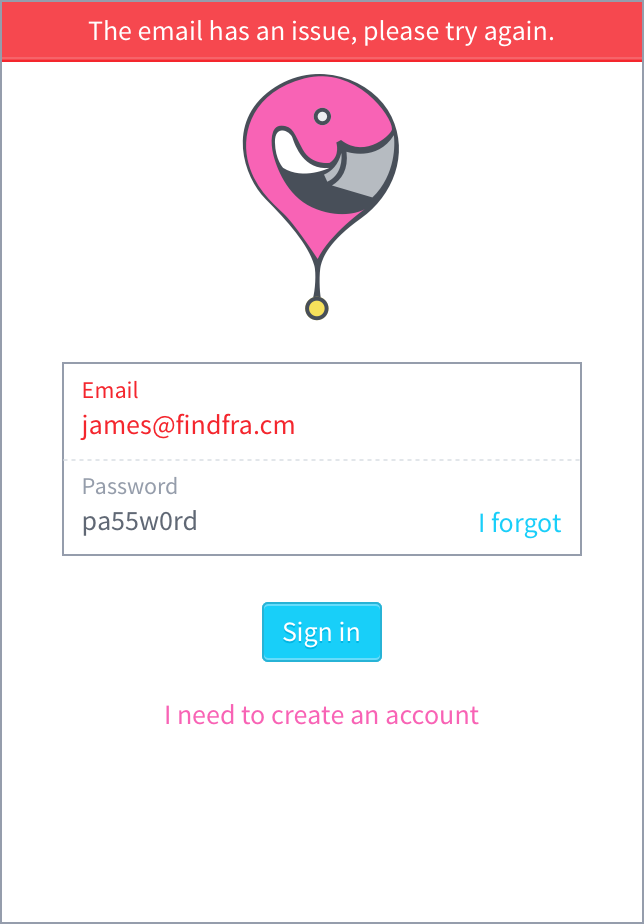 The email has an issue, please try again.
Email
james@findfra.cm
Password
pa55w0rd
I forgot
Sign in
I need to create an account